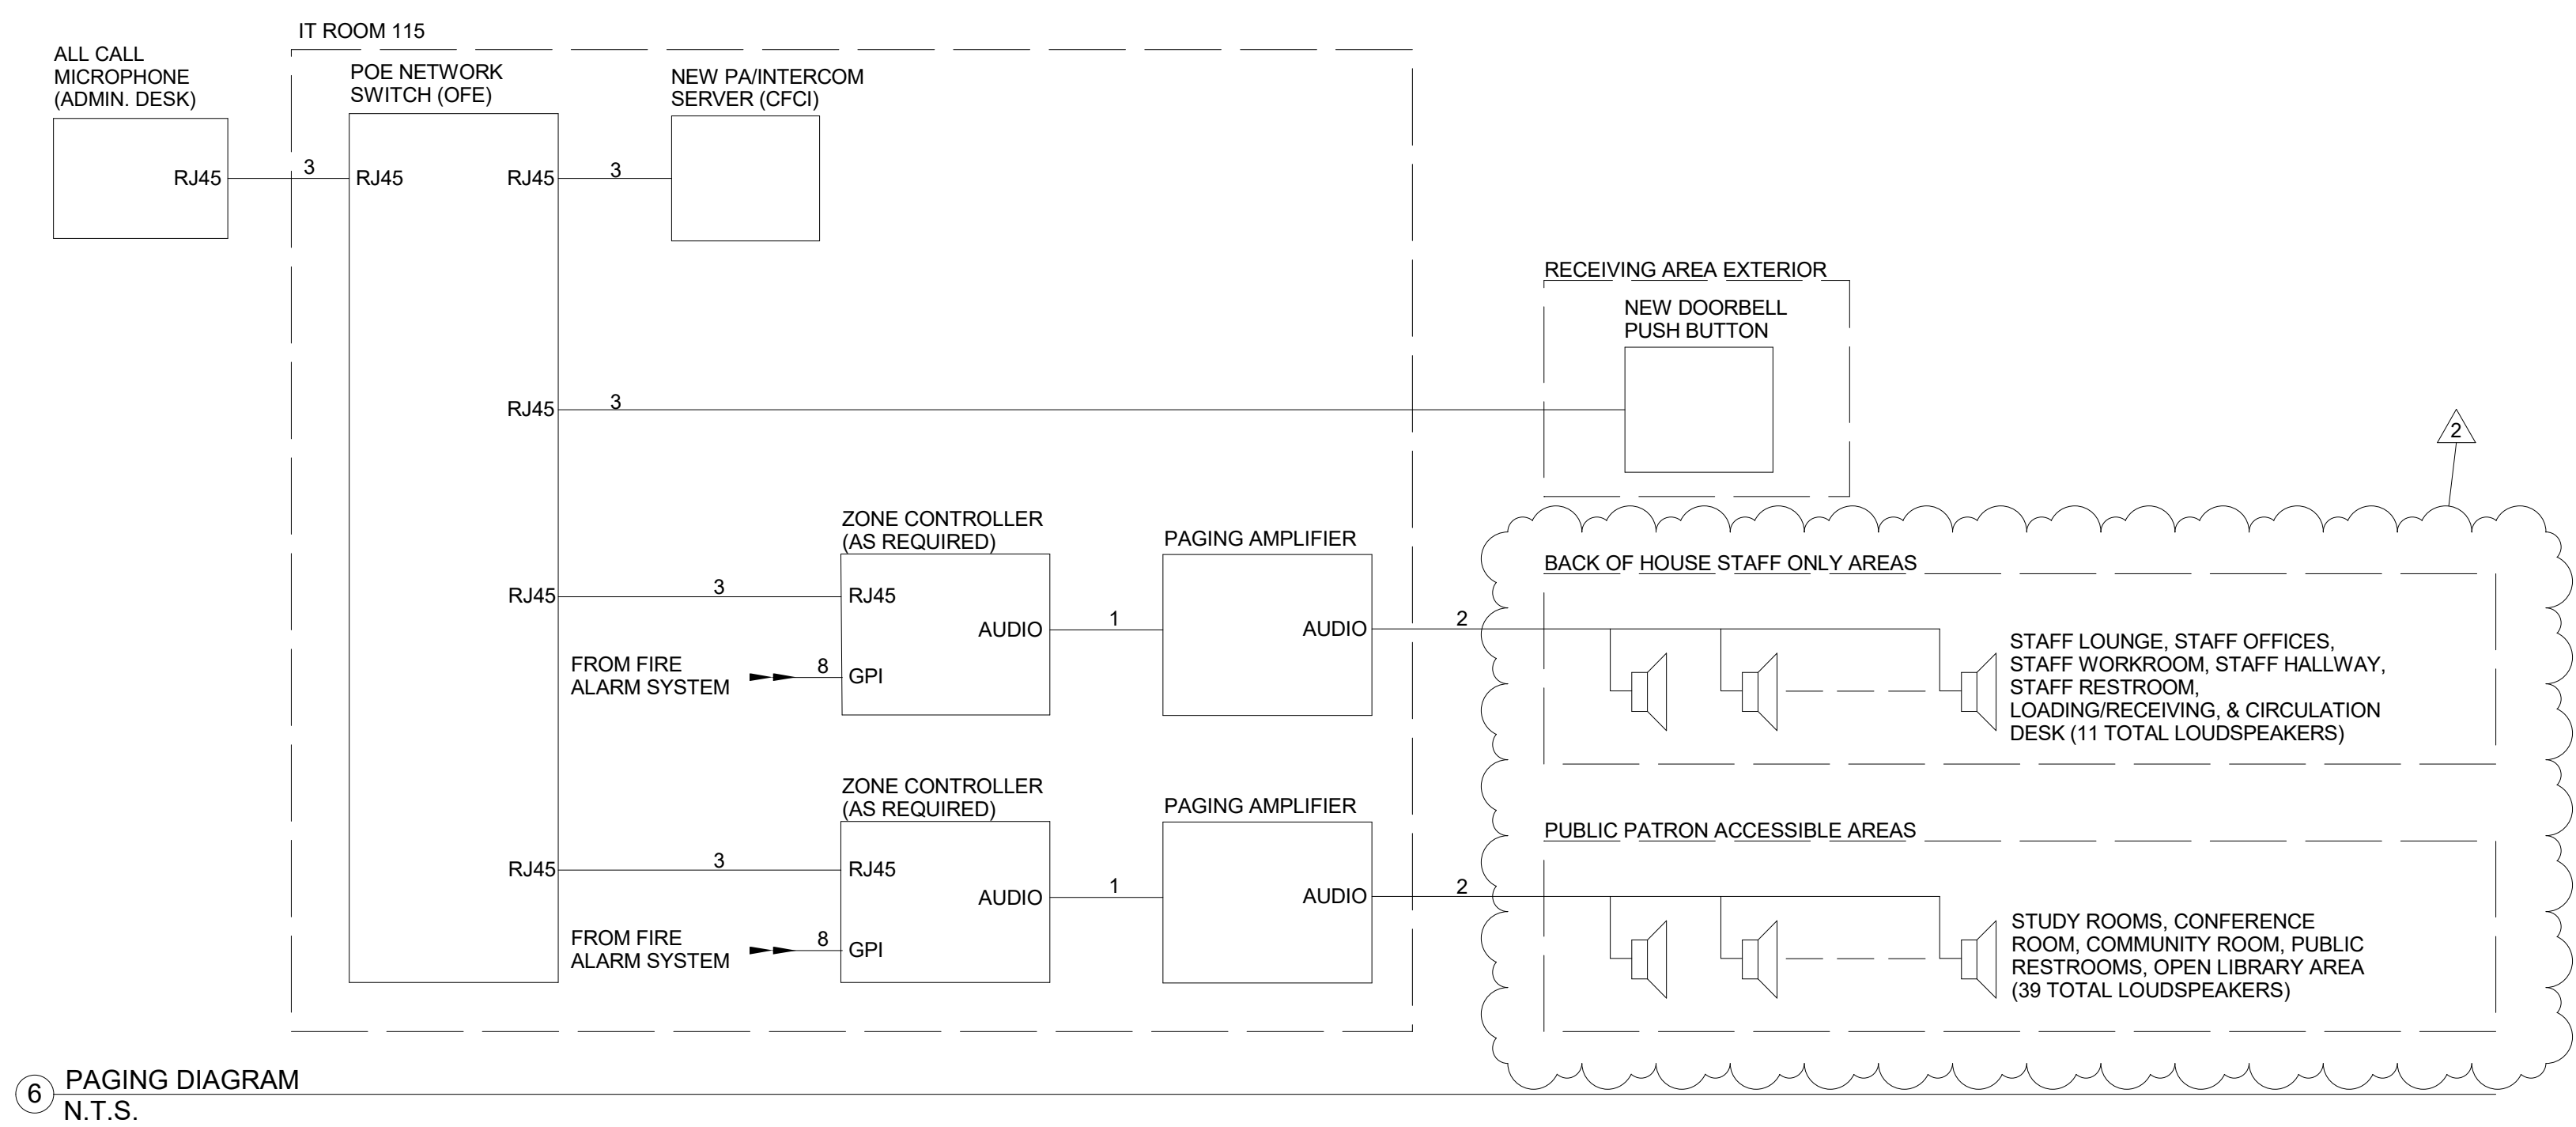 IT ROOM 115
ALL CALL
MICROPHONE
(ADMIN. DESK)
RJ45
3
POE NETWORK
SWITCH (OFE)
RJ45
RJ45
3
NEW PA/INTERCOM
SERVER (CFCI)
RECEIVING AREA EXTERIOR
NEW DOORBELL
PUSH BUTTON
RJ45
3
2
ZONE CONTROLLER
(AS REQUIRED)
PAGING AMPLIFIER
BACK OF HOUSE STAFF ONLY AREAS
RJ45
3
RJ45
AUDIO
1
AUDIO
2
FROM FIRE
ALARM SYSTEM
8
GPI
STAFF LOUNGE, STAFF OFFICES,
STAFF WORKROOM, STAFF HALLWAY,
STAFF RESTROOM,
LOADING/RECEIVING, & CIRCULATION
DESK (11 TOTAL LOUDSPEAKERS)
ZONE CONTROLLER
(AS REQUIRED)
PAGING AMPLIFIER
PUBLIC PATRON ACCESSIBLE AREAS
RJ45
3
RJ45
AUDIO
1
AUDIO
2
FROM FIRE
ALARM SYSTEM
8
GPI
STUDY ROOMS, CONFERENCE
ROOM, COMMUNITY ROOM, PUBLIC
RESTROOMS, OPEN LIBRARY AREA
(39 TOTAL LOUDSPEAKERS)
6
PAGING DIAGRAM
N.T.S.